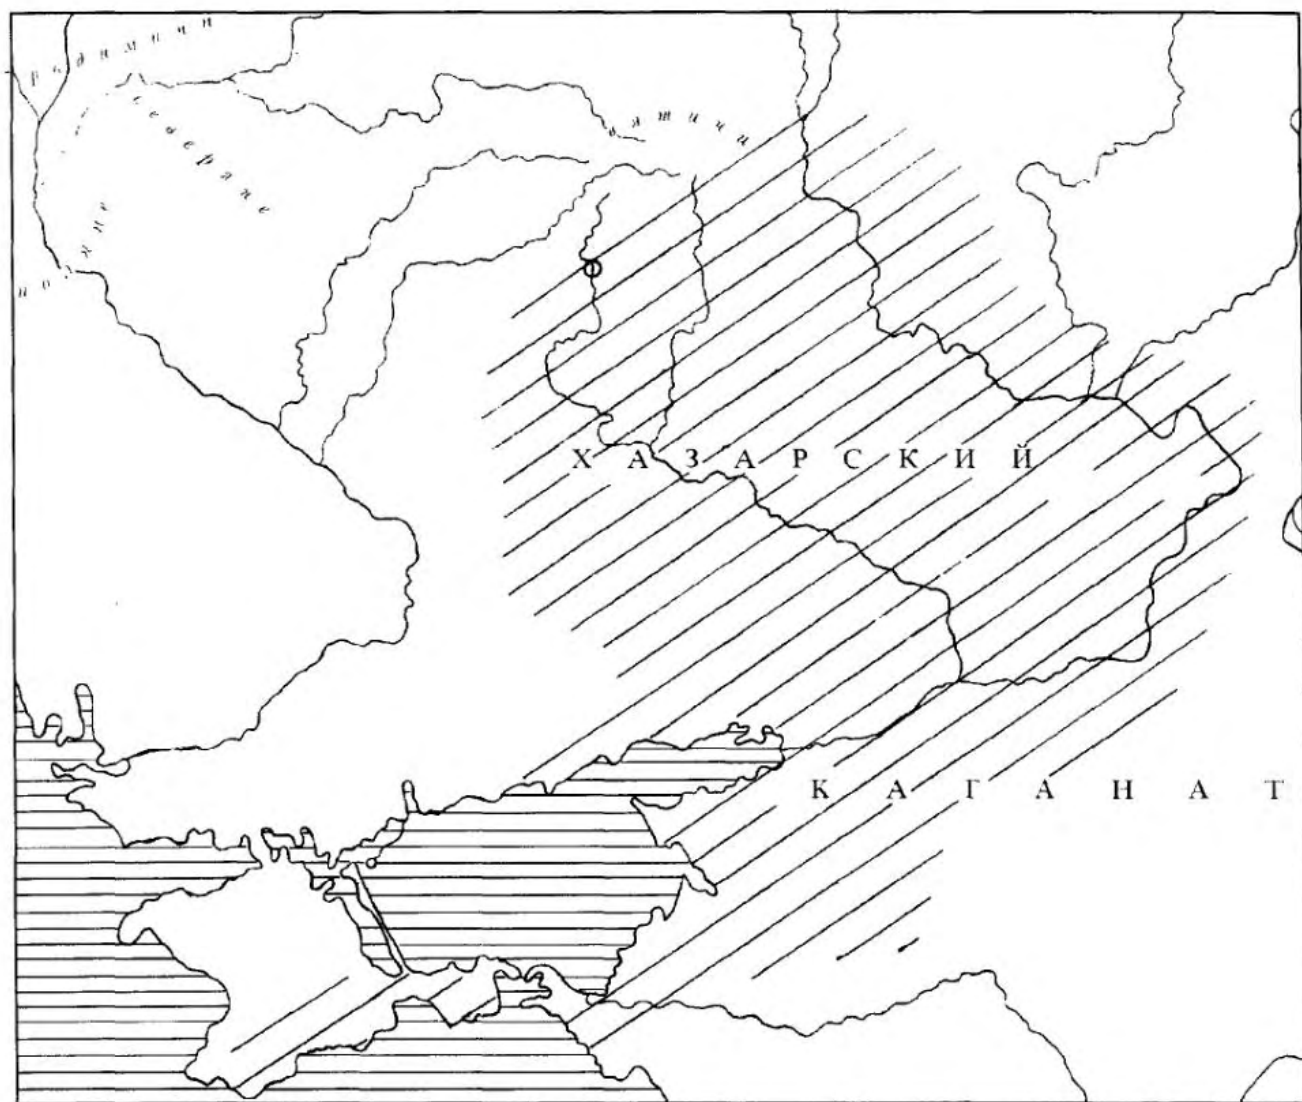 радимичи
северяне
вятичи
поляне
ХАЗАРСКИЙ
КАГАНАТ